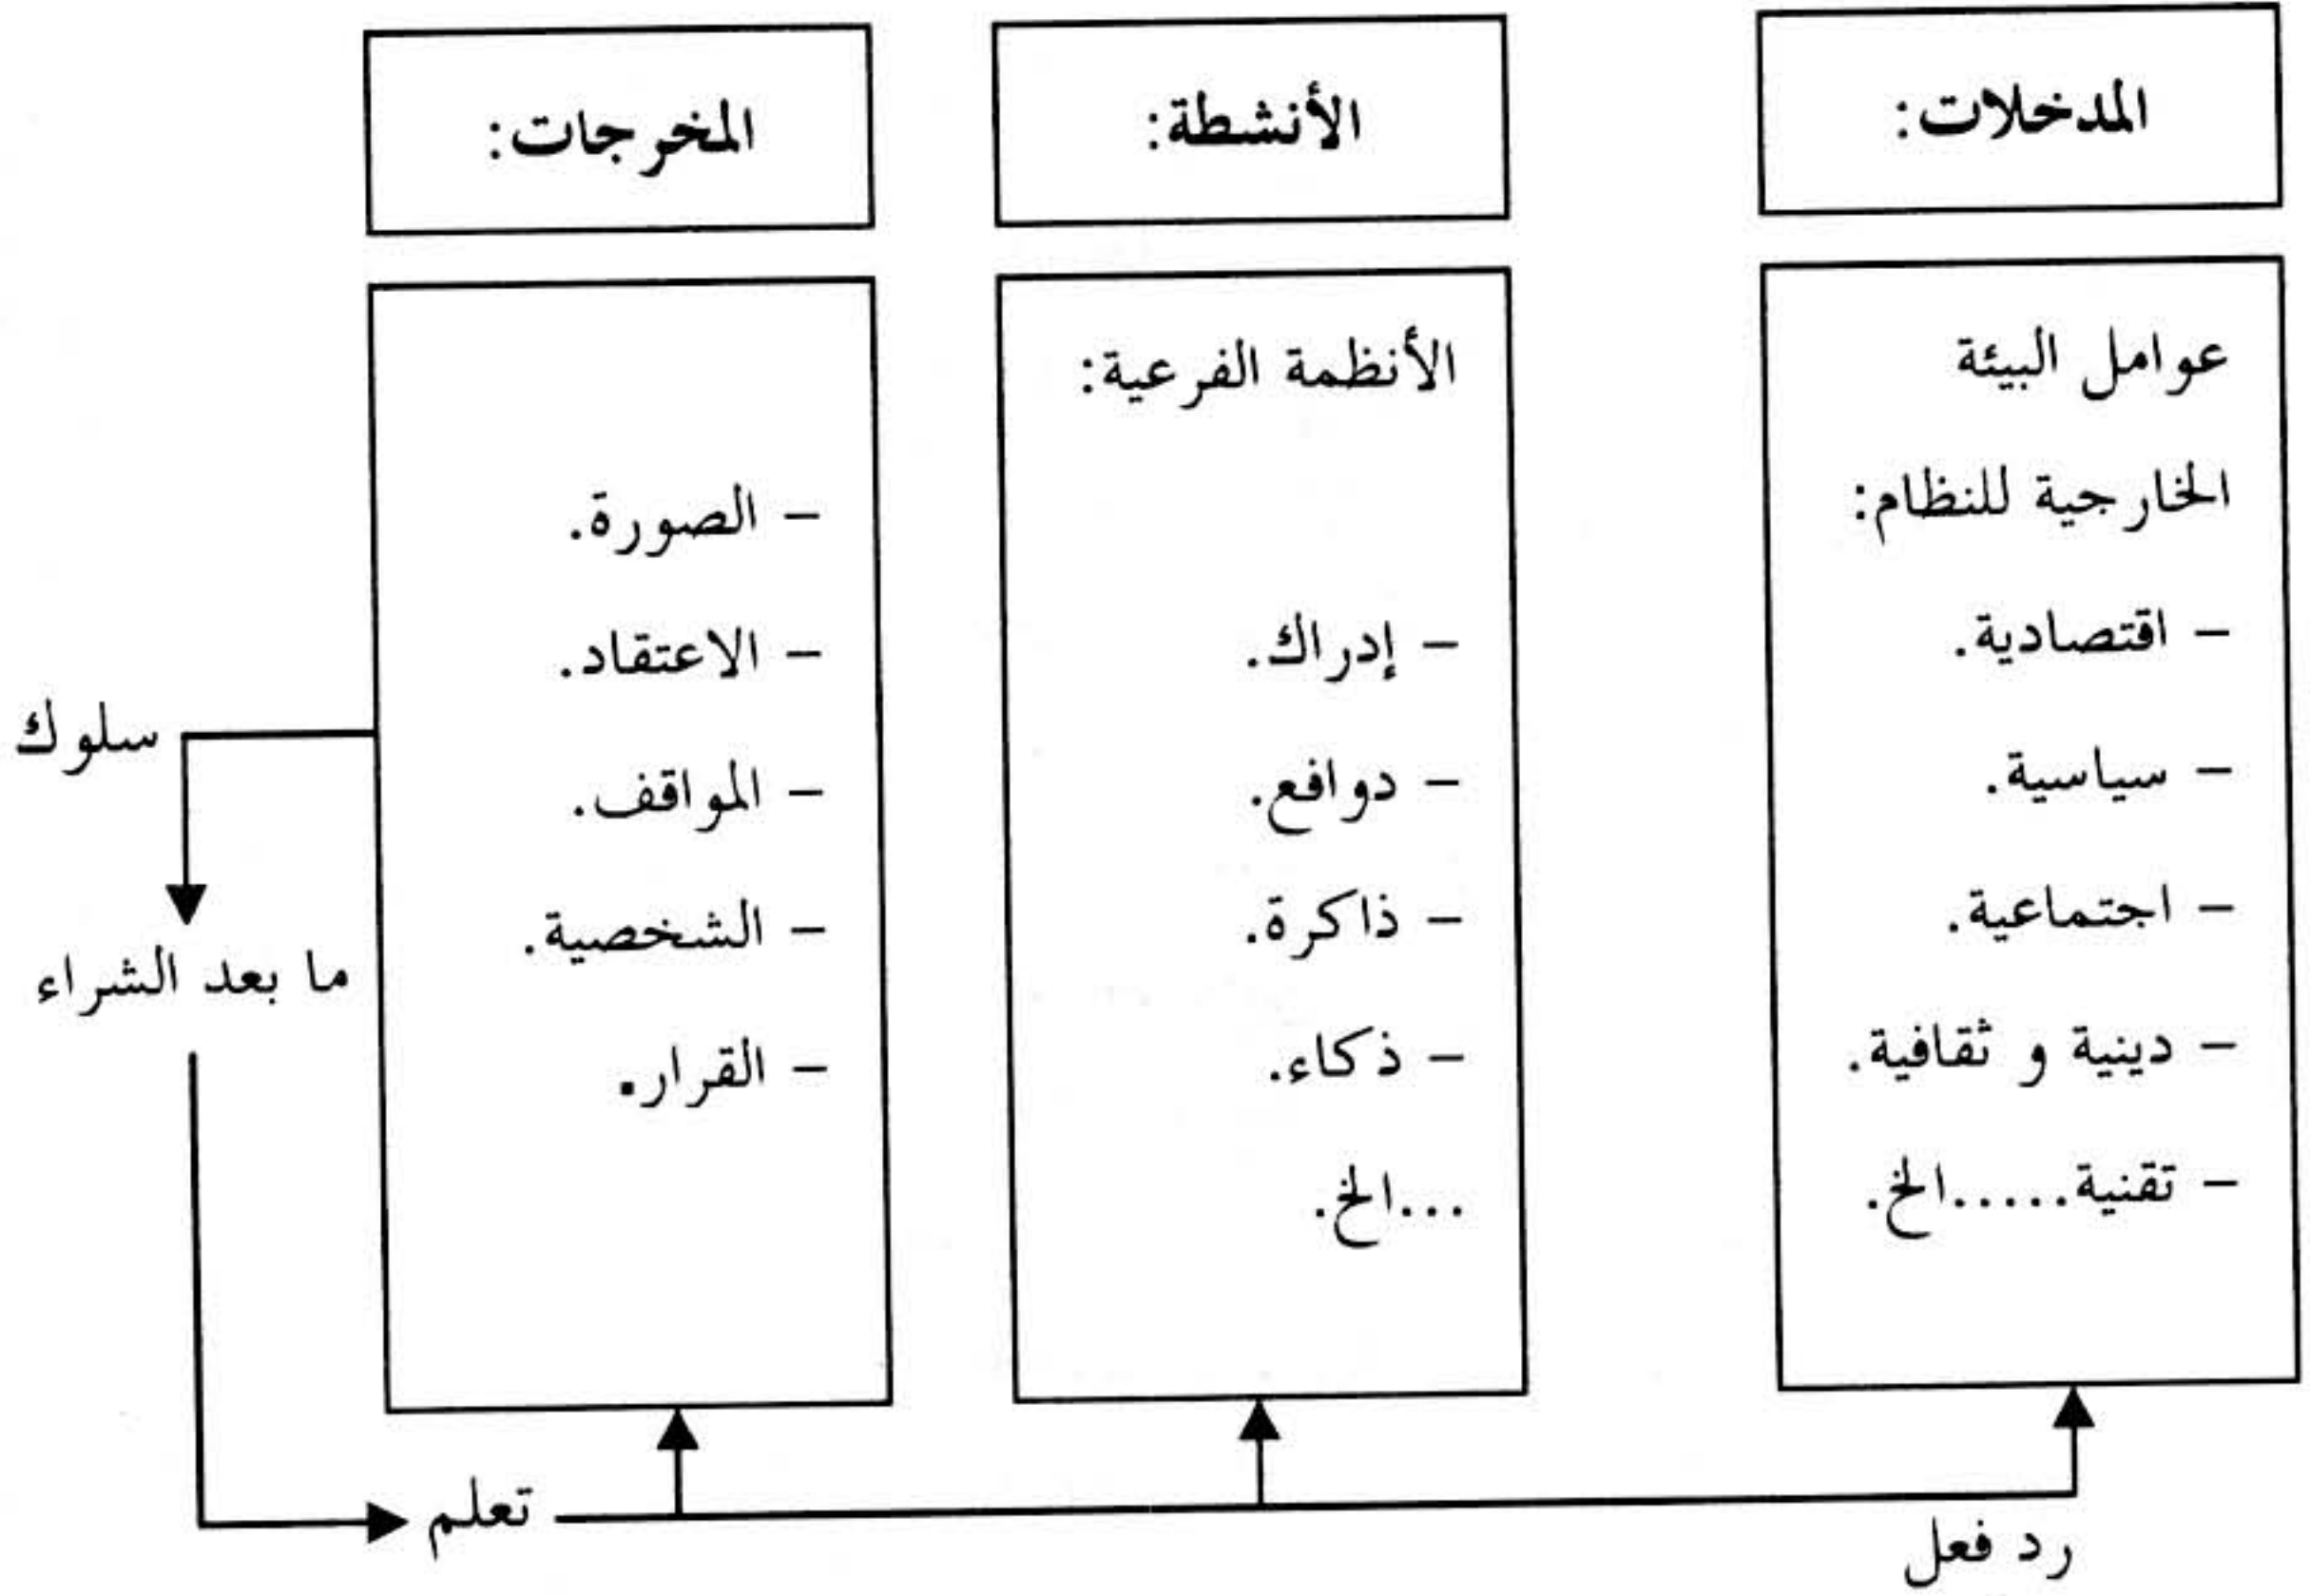 المدخلات:
الأنشطة:
المخرجات:
عوامل البيئة
الخارجية للنظام:
– اقتصادية.
– سياسية.
– اجتماعية.
– دينية و ثقافية.
– تقنية.....الخ.
الأنظمة الفرعية:
– إدراك.
– دوافع.
– ذاكرة.
– ذكاء.
...الخ.
– الصورة.
– الاعتقاد.
– المواقف.
– الشخصية.
– القرار.
سلوك
ما بعد الشراء
تعلم
رد فعل